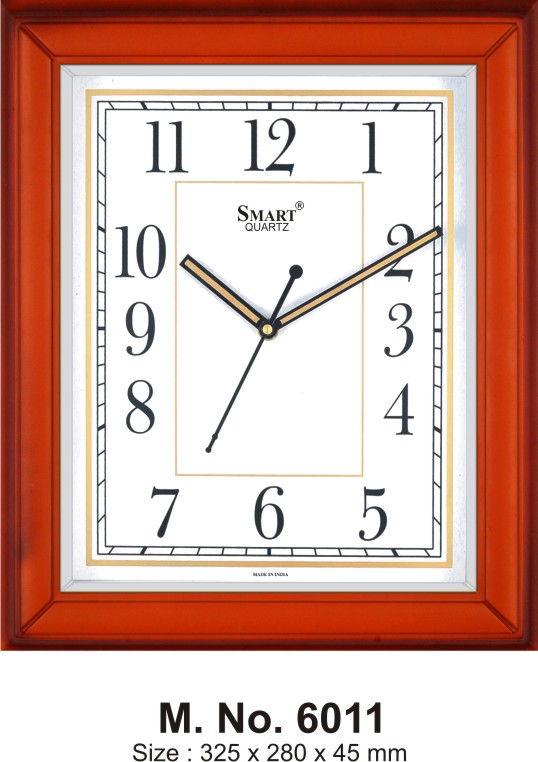 11 12 1
SMART®
QUARTZ
10 2
9 3
8 4
7 6 5
MADE IN INDIA
M. No. 6011
Size : 325 x 280 x 45 mm